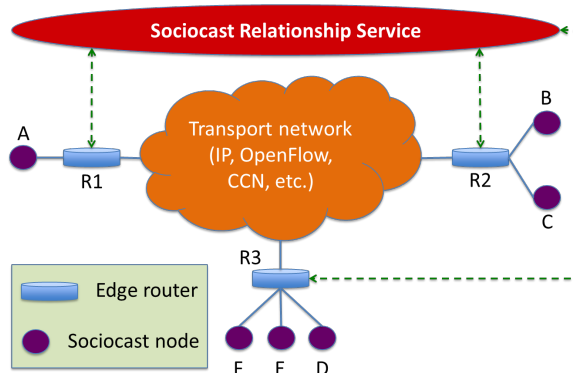 Sociocast Relationship Service
B
A
Transport network
(IP, OpenFlow,
CCN, etc.)
R1
R2
C
R3
Edge router
Sociocast node
D